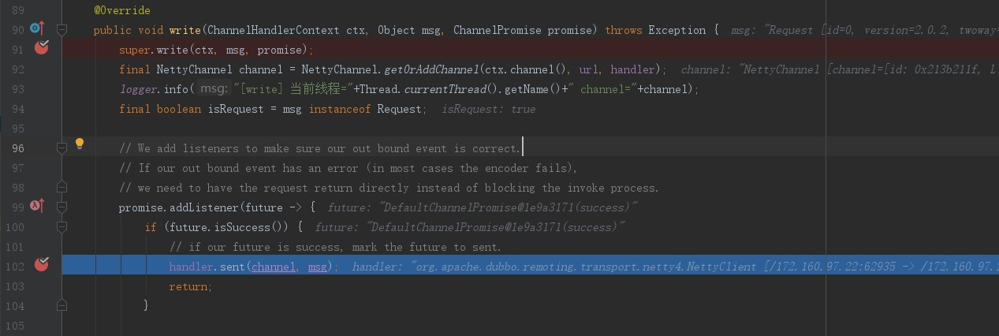 89 @Override
90 public void write(ChannelHandlerContext ctx, Object msg, ChannelPromise promise) throws Exception { msg: "Request [id=0, version=2.0.2, twoway=
91 super.write(ctx, msg, promise);
92 final NettyChannel channel = NettyChannel.getOrAddChannel(ctx.channel(), url, handler); channel: "NettyChannel [channel=[id: 0x213b211f, L:
93 logger.info( msg: "[write] 当前线程="+Thread.currentThread().getName()+" channel="+channel);
94 final boolean isRequest = msg instanceof Request; isRequest: true
95
96 // We add listeners to make sure our out bound event is correct.
97 // If our out bound event has an error (in most cases the encoder fails),
98 // we need to have the request return directly instead of blocking the invoke process.
99 promise.addListener(future -> { future: "DefaultChannelPromise@1e9a3171(success)"
100 if (future.isSuccess()) { future: "DefaultChannelPromise@1e9a3171(success)"
101 // if our future is success, mark the future to sent.
102 handler.sent(channel, msg); handler: "org.apache.dubbo.remoting.transport.netty4.NettyClient [/172.160.97.22:62935 -> /172.160.97.
103 return;
104 }
105